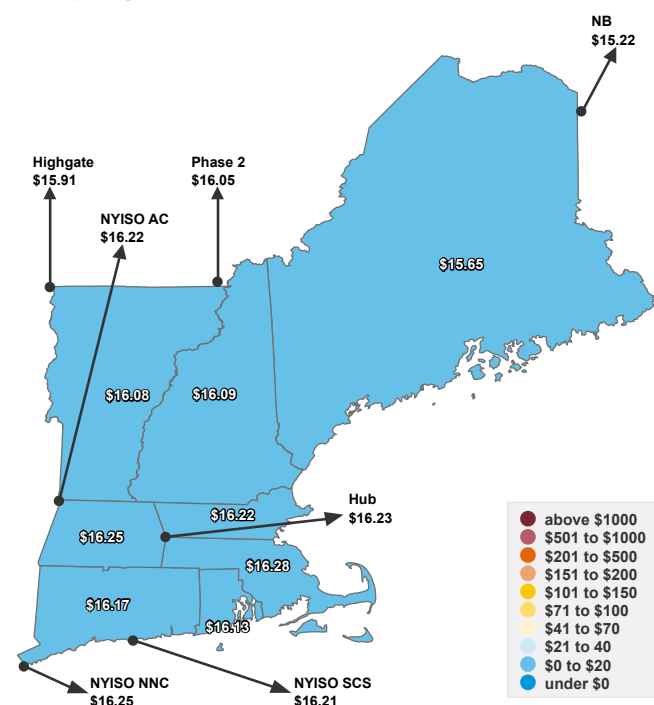 NB
$15.22
Highgate
$15.91
Phase 2
$16.05
NYISO AC
$16.22
$15.65
$16.08
$16.09
Hub
$16.23
$16.22
$16.25
$16.28
$16.17
$16.13
above $1000
$501 to $1000
$201 to $500
$151 to $200
$101 to $150
$71 to $100
$41 to $70
$21 to 40
$0 to $20
under $0
NYISO NNC
$16.25
NYISO SCS
$16.21